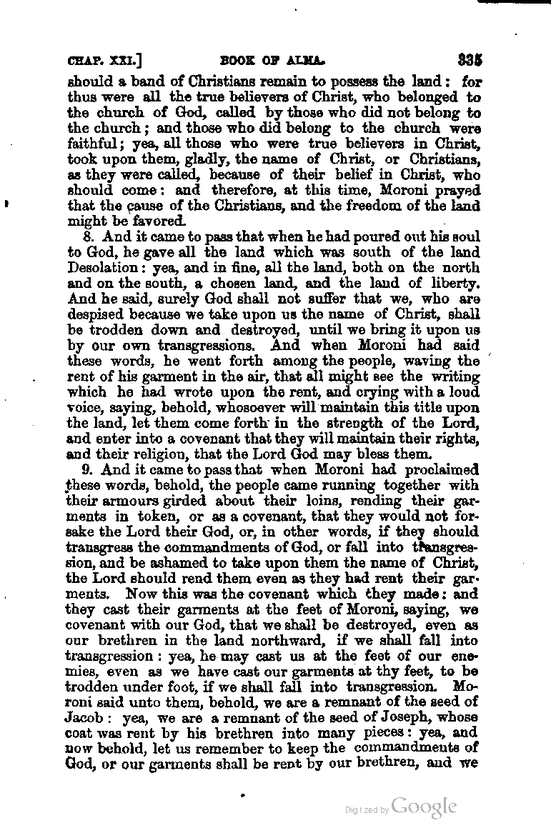 CHAP. XXI.] BOOK OF ALMA. 335
should a band of Christians remain to possess the land: for
thus were all the true believers of Christ, who belonged to
the church of God, called by those who did not belong to
the church; and those who did belong to the church were
faithful; yea, all those who were true believers in Christ,
took upon them, gladly, the name of Christ, or Christians,
as they were called, because of their belief in Christ, who
should come: and therefore, at this time, Moroni prayed
that the cause of the Christians, and the freedom of the land
might be favored.
8. And it came to pass that when he had poured out his soul
to God, he gave all the land which was south of the land
Desolation: yea, and in fine, all the land, both on the north
and on the south, a chosen land, and the land of liberty.
And he said, surely God shall not suffer that we, who are
despised because we take upon us the name of Christ, shall
be trodden down and destroyed, until we bring it upon us
by our own transgressions. And when Moroni had said
these words, he went forth among the people, waving the
rent of his garment in the air, that all might see the writing
which he had wrote upon the rent, and crying with a loud
voice, saying, behold, whosoever will maintain this title upon
the land, let them come forth in the strength of the Lord,
and enter into a covenant that they will maintain their rights,
and their religion, that the Lord God may bless them.
9. And it came to pass that when Moroni had proclaimed
these words, behold, the people came running together with
their armours girded about their loins, rending their gar-
ments in token, or as a covenant, that they would not for-
sake the Lord their God, or, in other words, if they should
transgress the commandments of God, or fall into transgres-
sion, and be ashamed to take upon them the name of Christ,
the Lord should rend them even as they had rent their gar-
ments. Now this was the covenant which they made: and
they cast their garments at the feet of Moroni, saying, we
covenant with our God, that we shall be destroyed, even as
our brethren in the land northward, if we shall fall into
transgression: yea, he may cast us at the feet of our ene-
mies, even as we have cast our garments at thy feet, to be
trodden under foot, if we shall fall into transgression. Mo-
roni said unto them, behold, we are a remnant of the seed of
Jacob: yea, we are a remnant of the seed of Joseph, whose
coat was rent by his brethren into many pieces: yea, and
now behold, let us remember to keep the commandments of
God, or our garments shall be rent by our brethren, and we
Digitized by Google